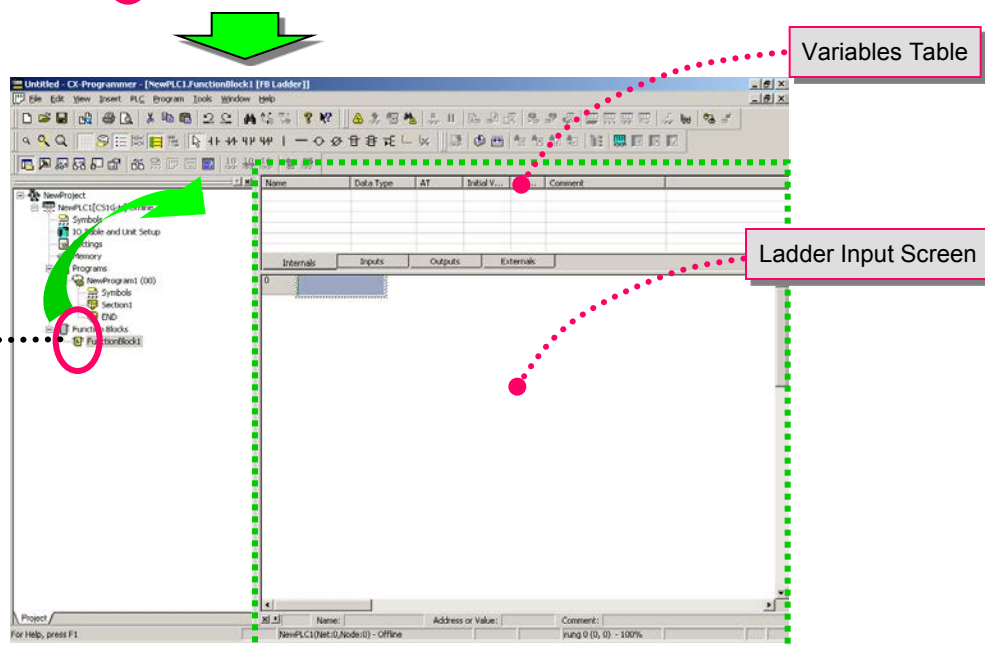 Variables Table
Untitled - CX-Programmer - [NewPLC1.FunctionBlock1 [FB Ladder]]
File Edit View Insert PLC Program Tools Window Help
Name Data Type AT Initial V... Comment
NewProject
Symbols
IO Table and Unit Setup
Settings
Memory
Programs
NewProgram1 (00)
Symbols
Section1
END
Function Blocks
FunctionBlock1
Internals Inputs Outputs Externals
Ladder Input Screen
0
Project
Name: Address or Value: Comment:
For Help, press F1
NewPLC1(Net:0,Node:0) - Offline
rung 0 (0, 0) - 100%